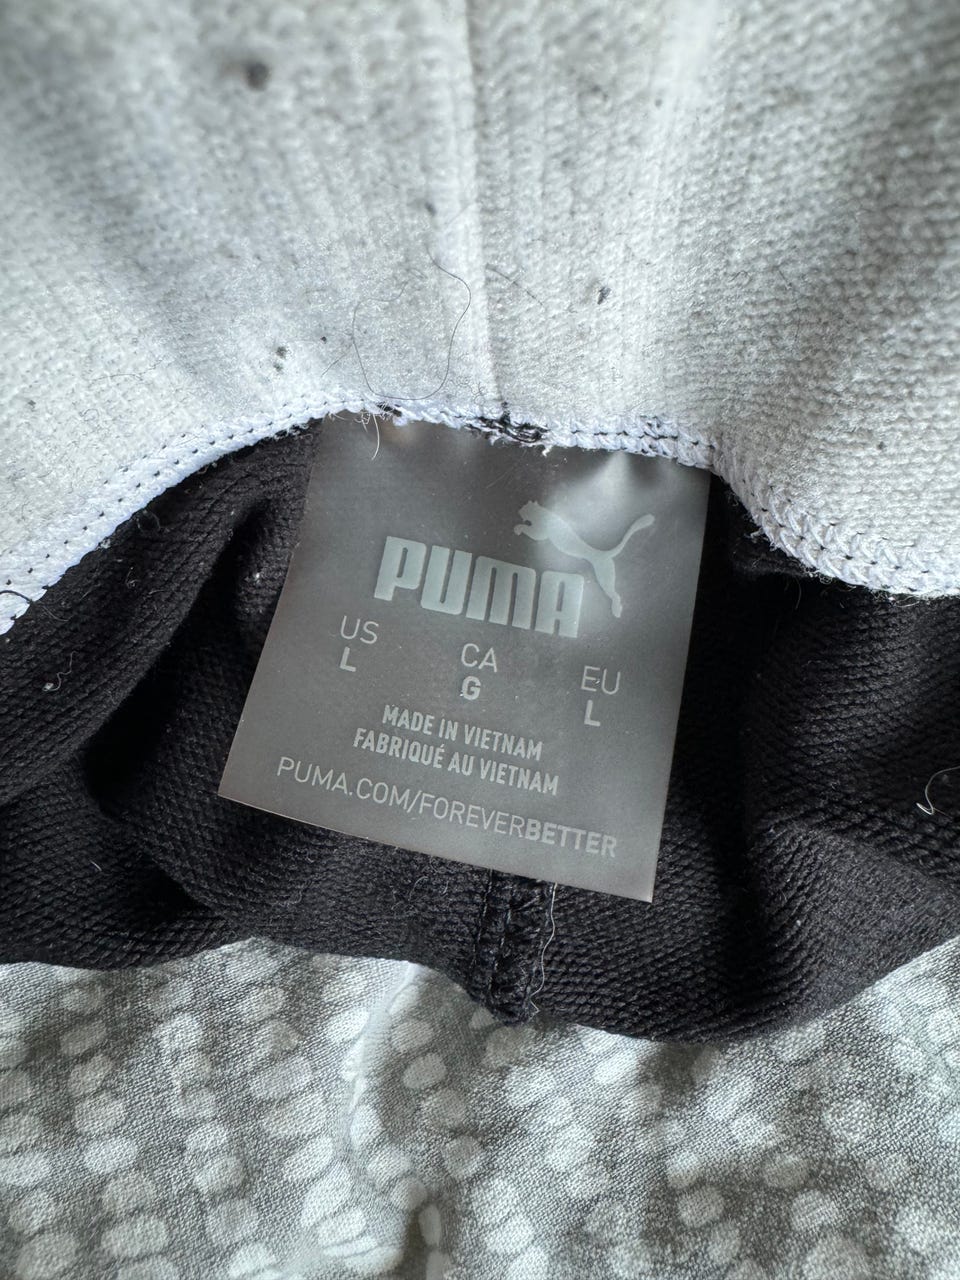 PUMA
US CA EU
L G L
MADE IN VIETNAM
FABRIQUÉ AU VIETNAM
PUMA.COM/FOREVERBETTER